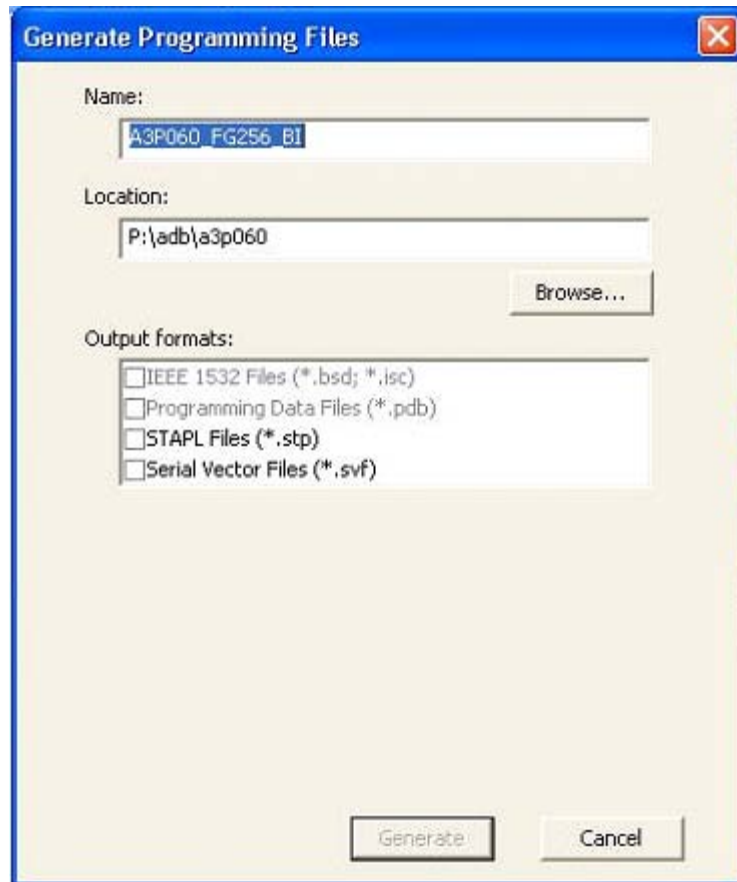 Generate Programming Files
Name:
A3P060_FG256_BI
Location:
P:\adb\a3p060
Browse...
Output formats:
IEEE 1532 Files (*.bsd; *.isc)
Programming Data Files (*.pdb)
STAPL Files (*.stp)
Serial Vector Files (*.svf)
Generate
Cancel